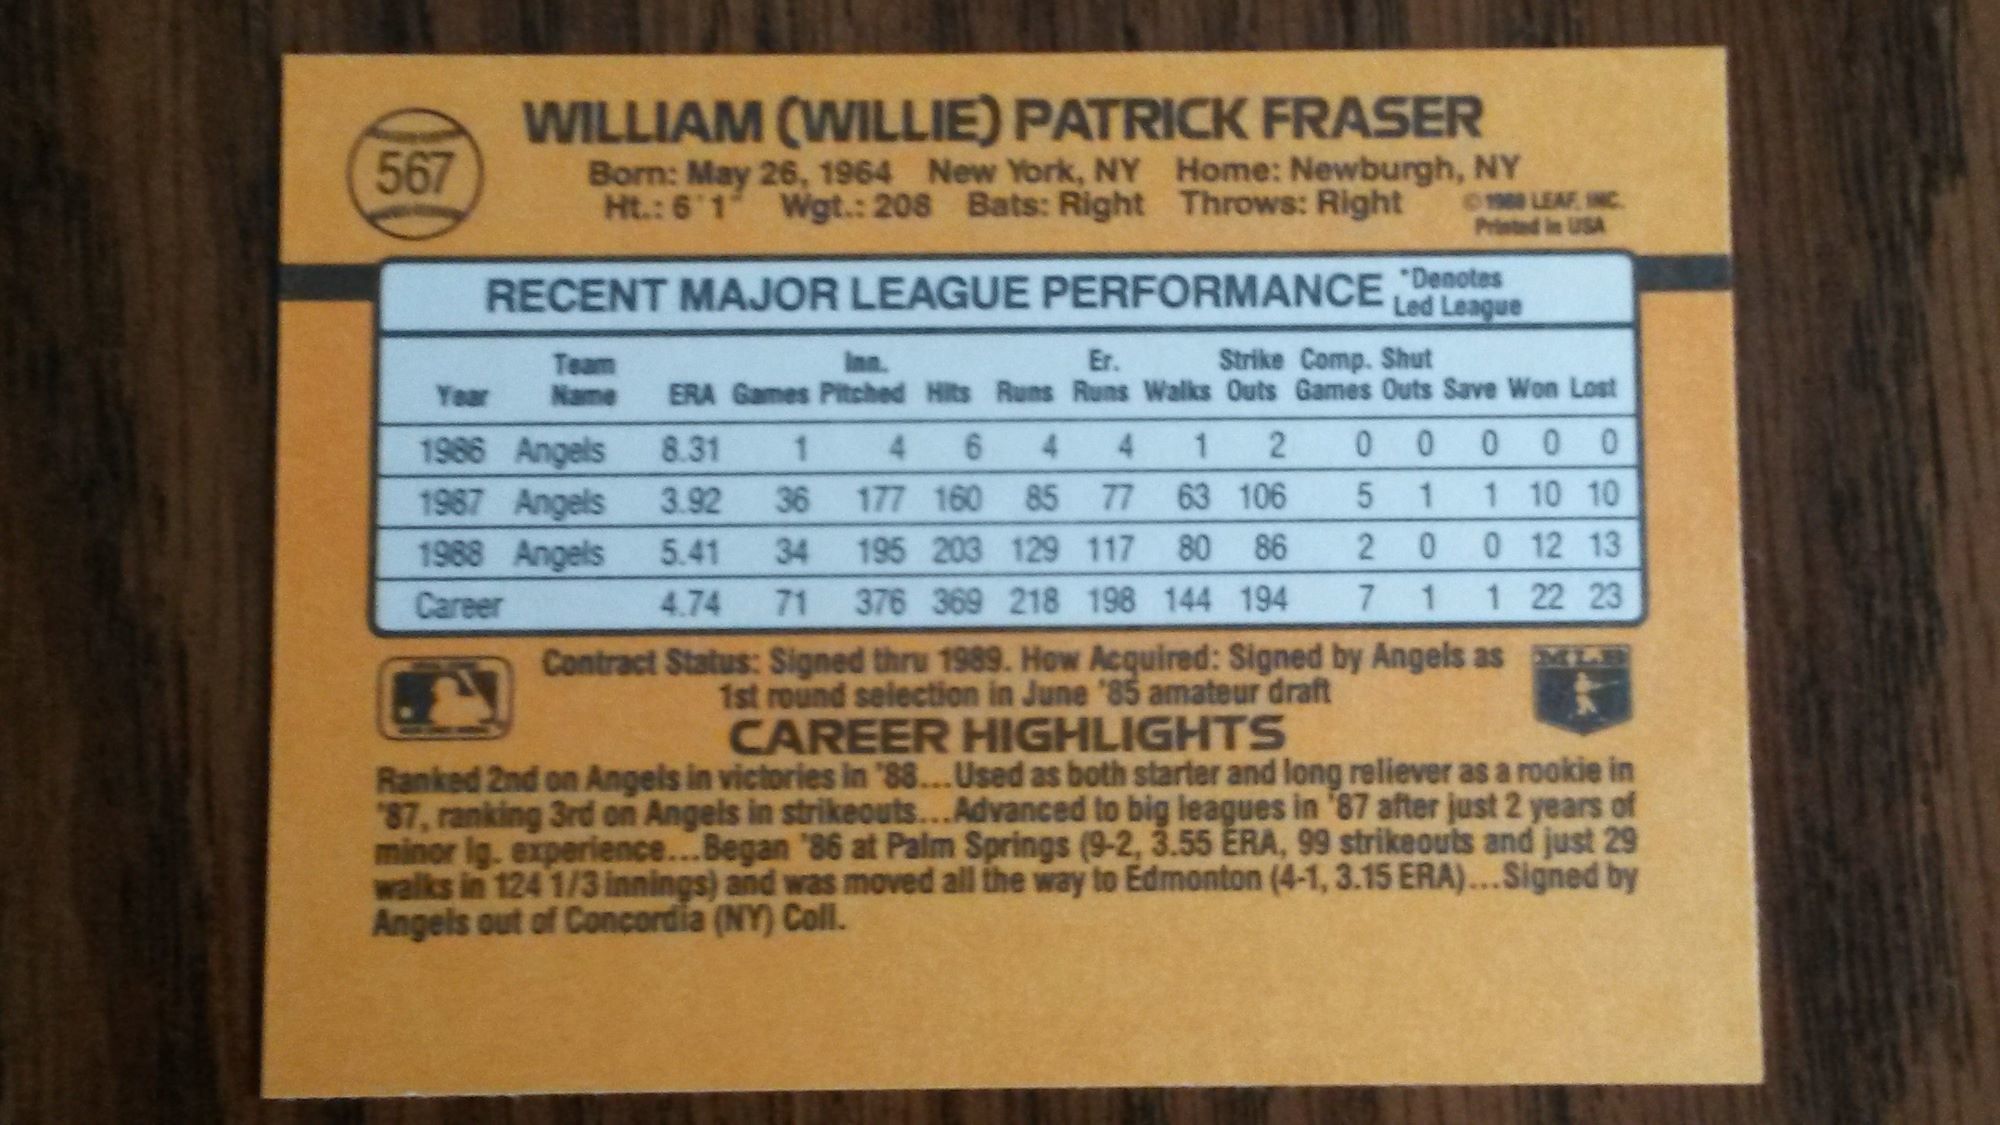 567
WILLIAM (WILLIE) PATRICK FRASER
Born: May 26, 1964 New York, NY Home: Newburgh, NY
Ht.: 6'1" Wgt.: 208 Bats: Right Throws: Right
© 1988 LEAF, INC.
Printed in USA
RECENT MAJOR LEAGUE PERFORMANCE *Denotes Led League
Year Team Name ERA Games Inn. Pitched Hits Runs Er. Runs Walks Strike Outs Comp. Games Shut Outs Save Won Lost
1986 Angels 8.31 1 4 6 4 4 1 2 0 0 0 0 0
1987 Angels 3.92 36 177 160 85 77 63 106 5 1 1 10 10
1988 Angels 5.41 34 195 203 129 117 80 86 2 0 0 12 13
Career 4.74 71 376 369 218 198 144 194 7 1 1 22 23
Contract Status: Signed thru 1989. How Acquired: Signed by Angels as
1st round selection in June '85 amateur draft
MLB
CAREER HIGHLIGHTS
Ranked 2nd on Angels in victories in '88...Used as both starter and long reliever as a rookie in
'87, ranking 3rd on Angels in strikeouts...Advanced to big leagues in '87 after just 2 years of
minor lg. experience...Began '86 at Palm Springs (9-2, 3.55 ERA, 99 strikeouts and just 29
walks in 124 1/3 innings) and was moved all the way to Edmonton (4-1, 3.15 ERA)...Signed by
Angels out of Concordia (NY) Coll.